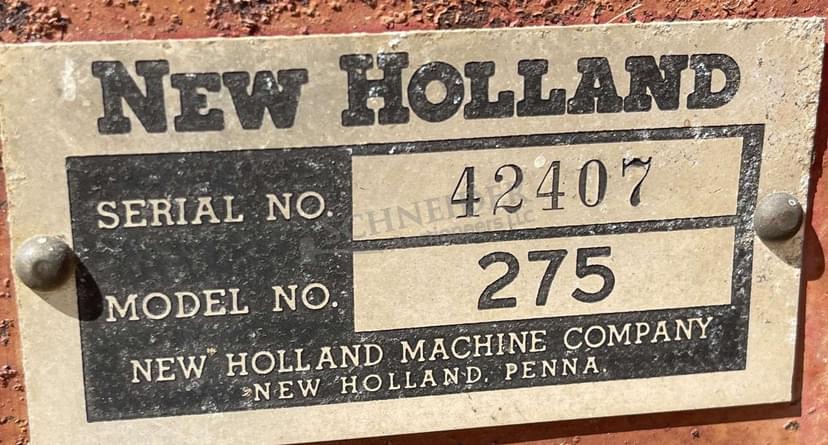 NEW HOLLAND
SERIAL NO. 42407
MODEL NO. 275
NEW HOLLAND MACHINE COMPANY
NEW HOLLAND, PENNA.